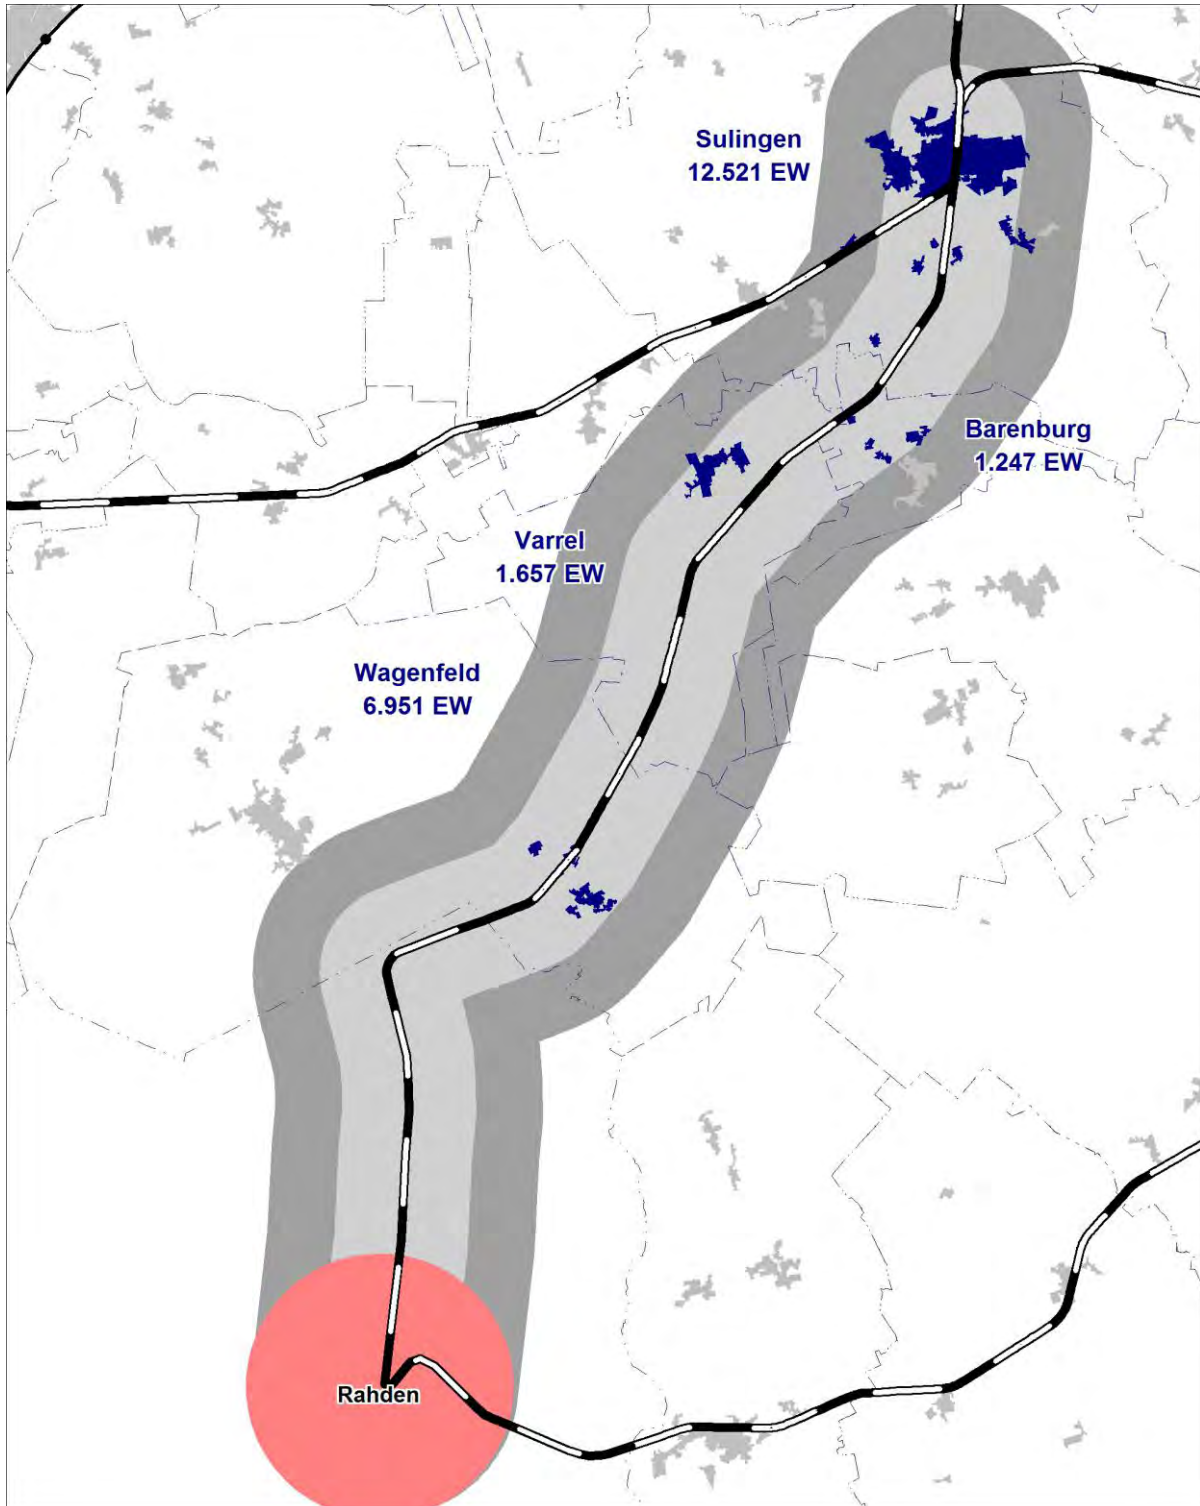 Sulingen
12.521 EW
Barenburg
1.247 EW
Varrel
1.657 EW
Wagenfeld
6.951 EW
Rahden